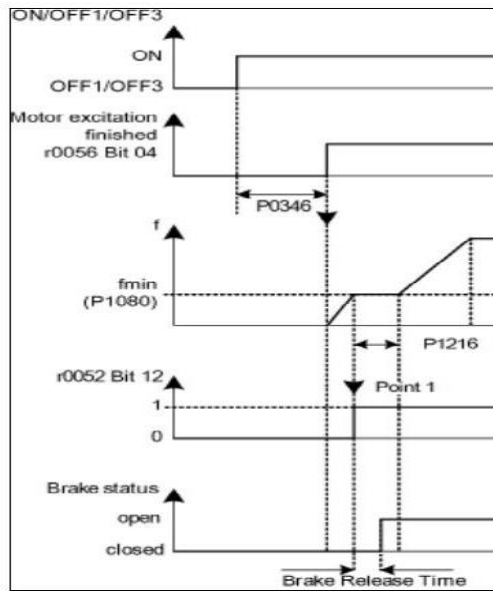 ON/OFF1/OFF3
ON
OFF1/OFF3
Motor excitation
finished
r0056 Bit 04
P0346
f
fmin
(P1080)
P1216
r0052 Bit 12
Point 1
1
0
Brake status
open
closed
Brake Release Time